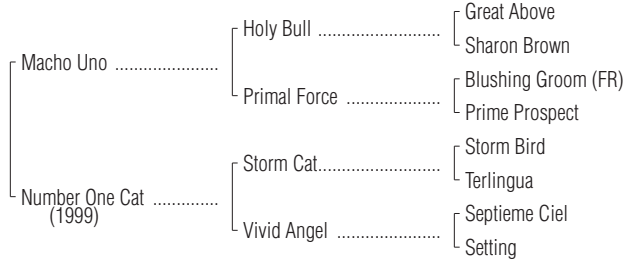 Great Above
Holy Bull ......................
Sharon Brown
Macho Uno ......................
Blushing Groom (FR)
Primal Force ....................
Prime Prospect
Storm Bird
Storm Cat......................
Terlingua
Number One Cat ..............
(1999)
Septieme Ciel
Vivid Angel ......................
Setting